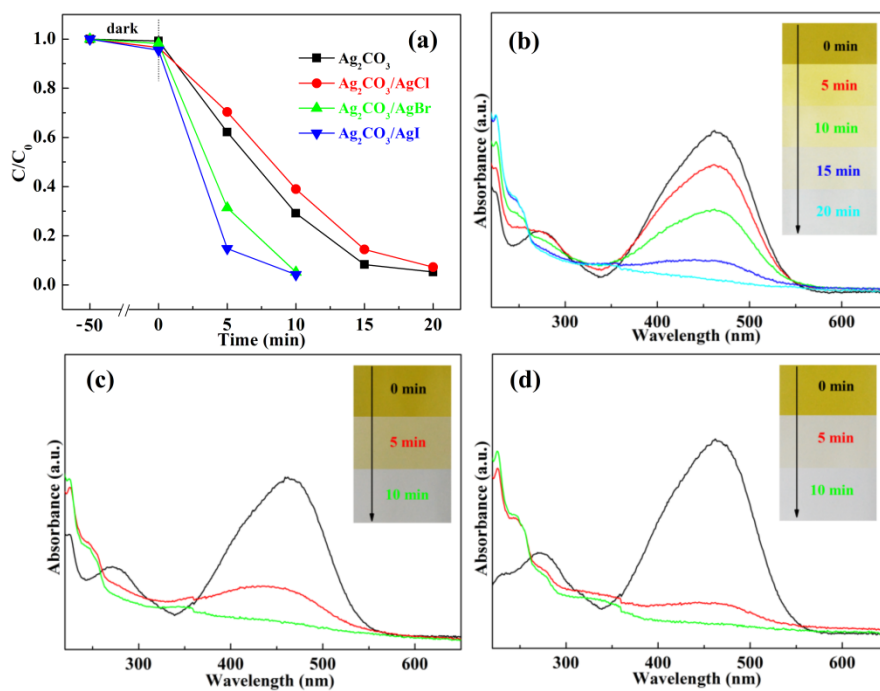 dark
(a)
Ag₂CO₃
Ag₂CO₃/AgCl
Ag₂CO₃/AgBr
Ag₂CO₃/AgI
C/C₀
1.0
0.8
0.6
0.4
0.2
0.0
-50 0 5 10 15 20
Time (min)
(b)
0 min
5 min
10 min
15 min
20 min
Absorbance (a.u.)
300 400 500 600
Wavelength (nm)
(c)
0 min
5 min
10 min
Absorbance (a.u.)
300 400 500 600
Wavelength (nm)
(d)
0 min
5 min
10 min
Absorbance (a.u.)
300 400 500 600
Wavelength (nm)